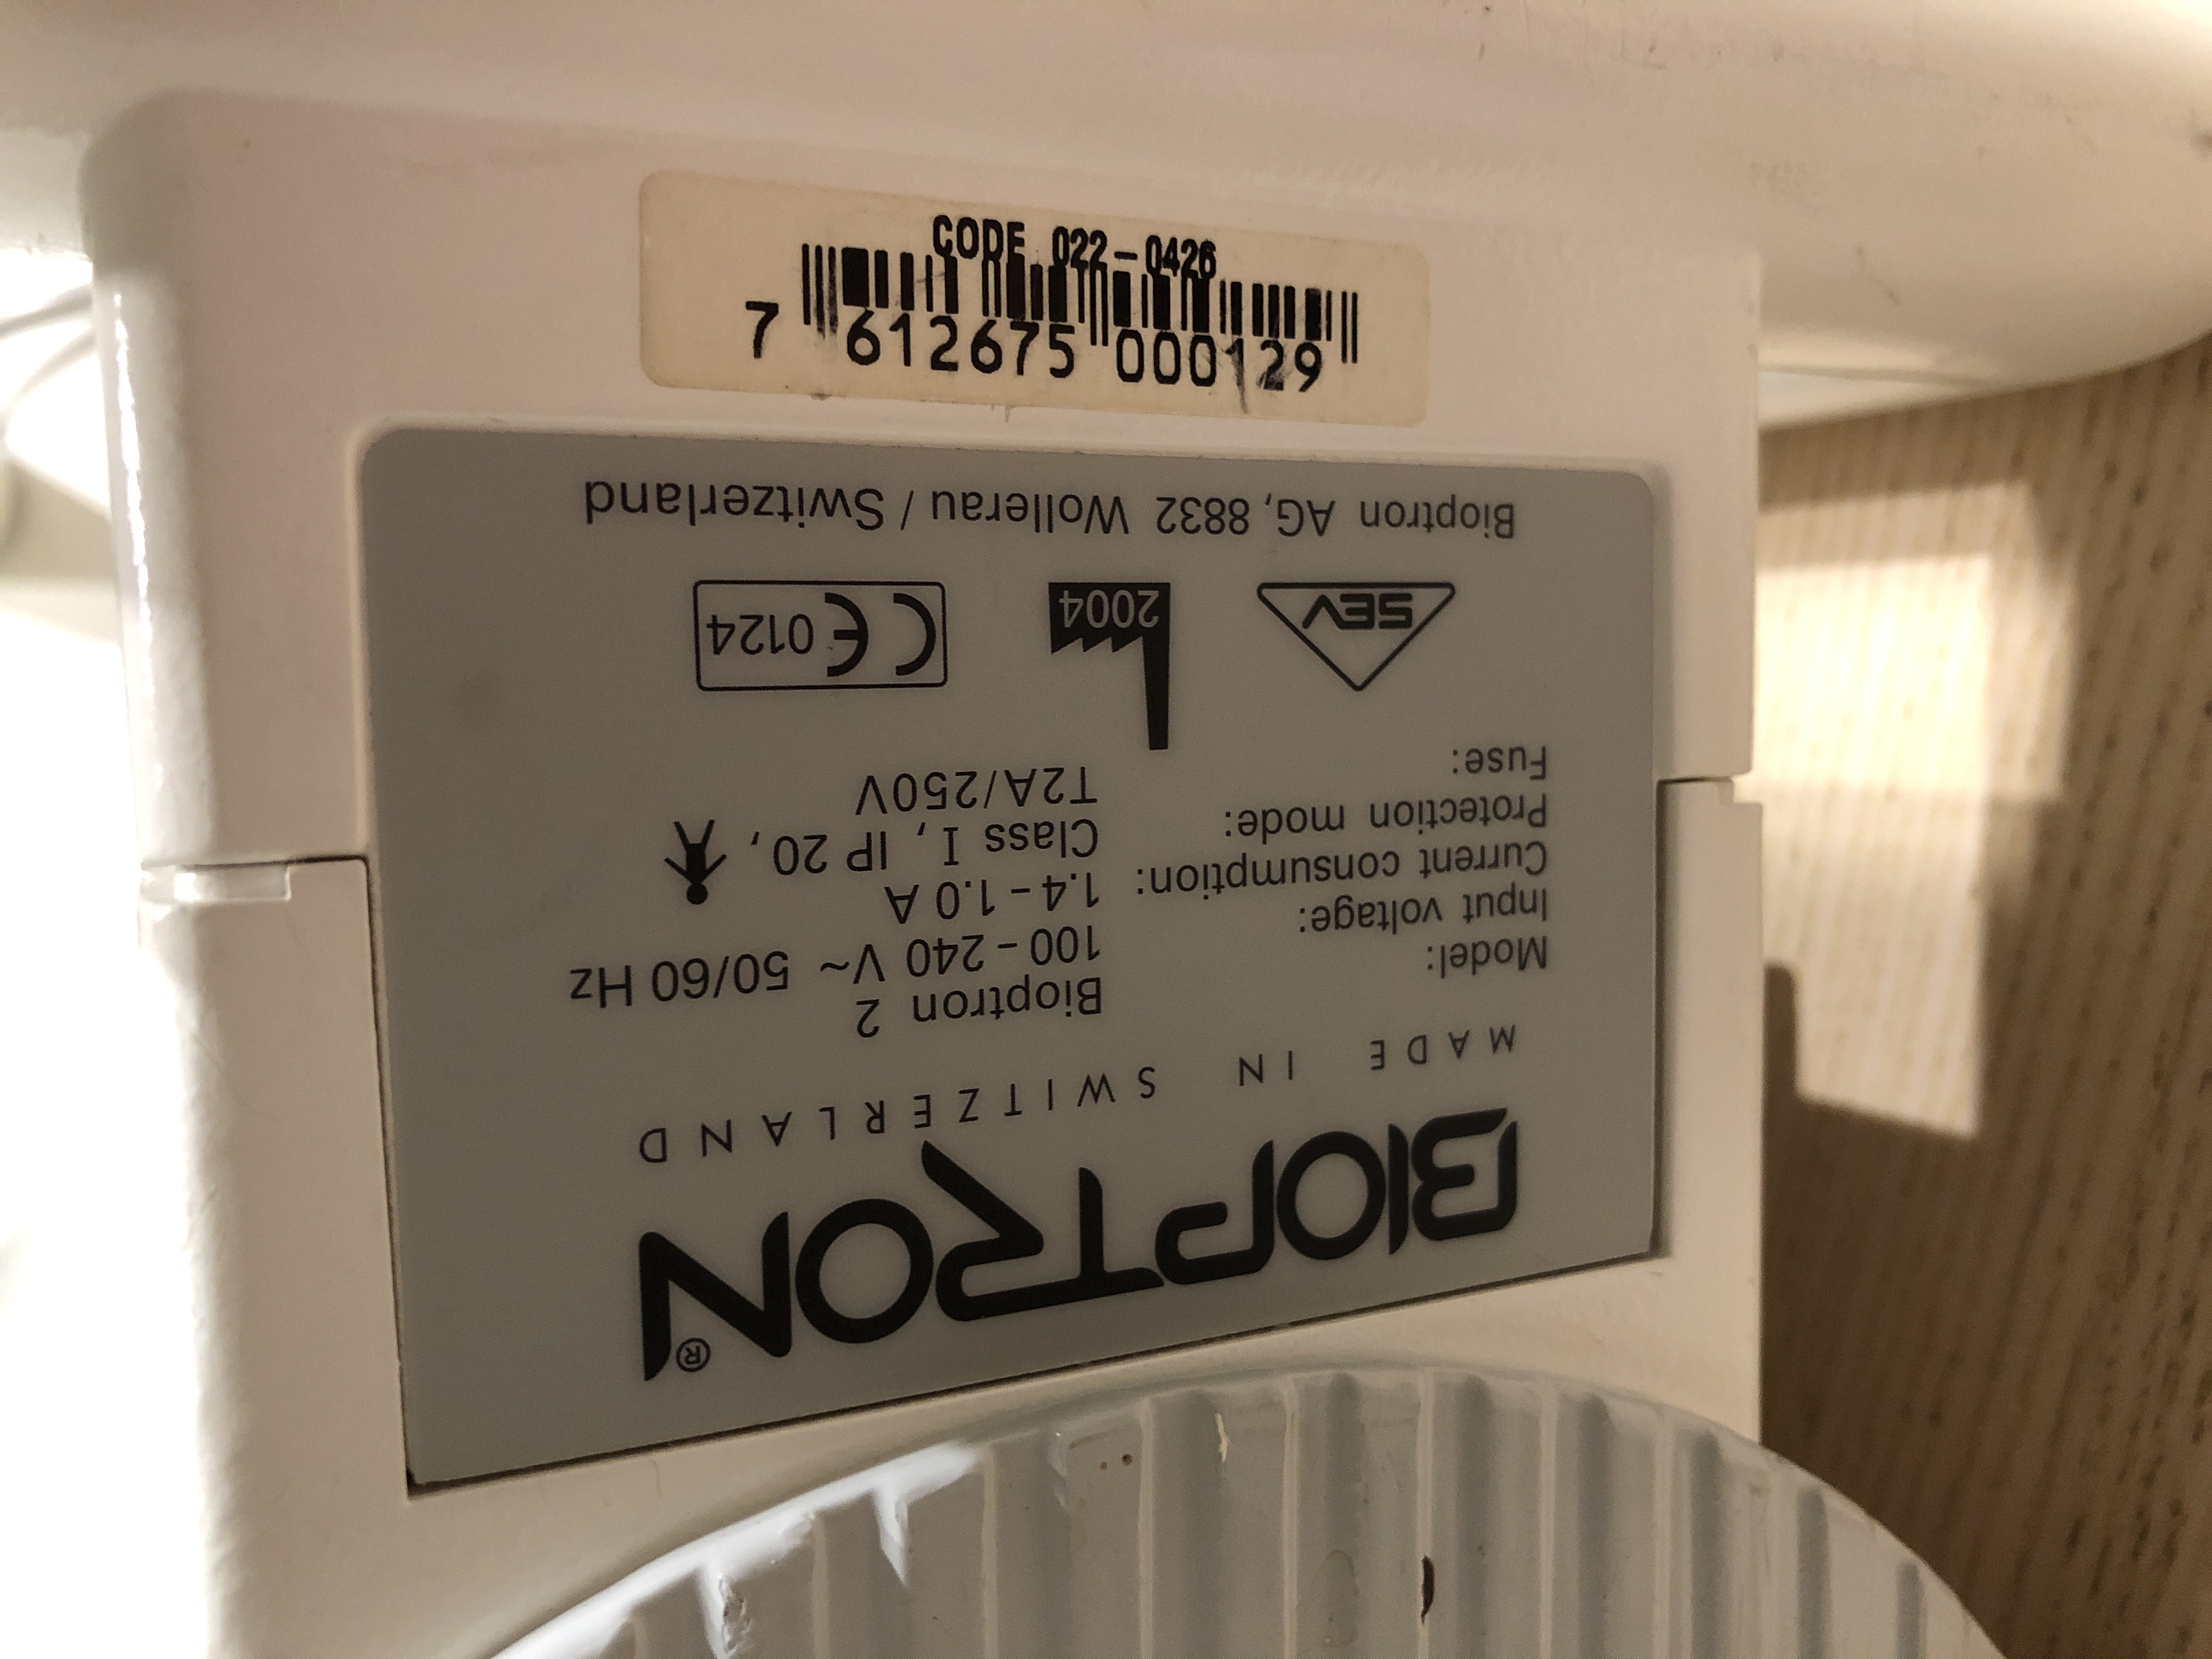 CODE 022-0426
7 612675 000129
BIOPTRON®
MADE IN SWITZERLAND
Model: Bioptron 2
Input voltage: 100-240 V~ 50/60 Hz
Current consumption: 1.4-1.0 A
Protection mode: Class I, IP 20,
Fuse: T2A/250V
SEV 2004 CE 0124
Bioptron AG, 8832 Wollerau / Switzerland